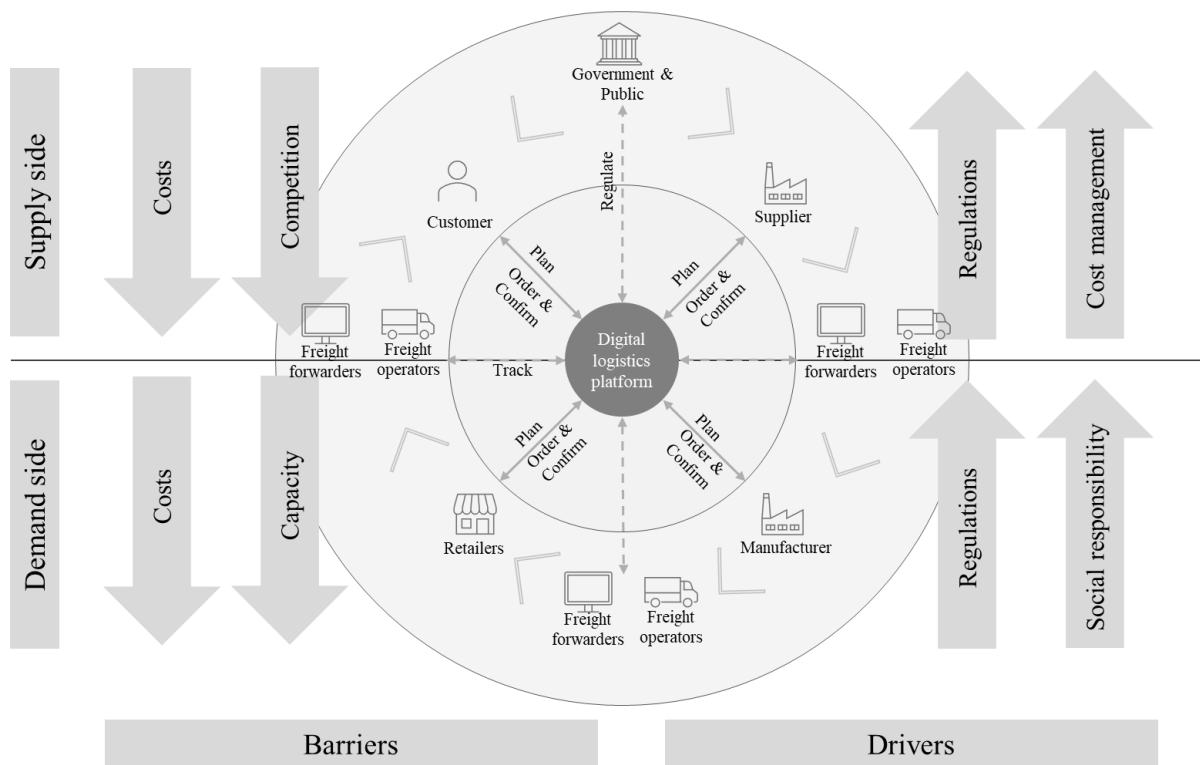 Government &
Public
Supply side
Costs
Competition
Regulations
Cost management
Regulate
Customer
Supplier
Plan
Order &
Confirm
Plan
Order &
Confirm
Freight
forwarders
Freight
operators
Track
Digital
logistics
platform
Freight
forwarders
Freight
operators
Demand side
Costs
Capacity
Regulations
Social responsibility
Plan
Order &
Confirm
Plan
Order &
Confirm
Retailers
Manufacturer
Freight
forwarders
Freight
operators
Barriers
Drivers